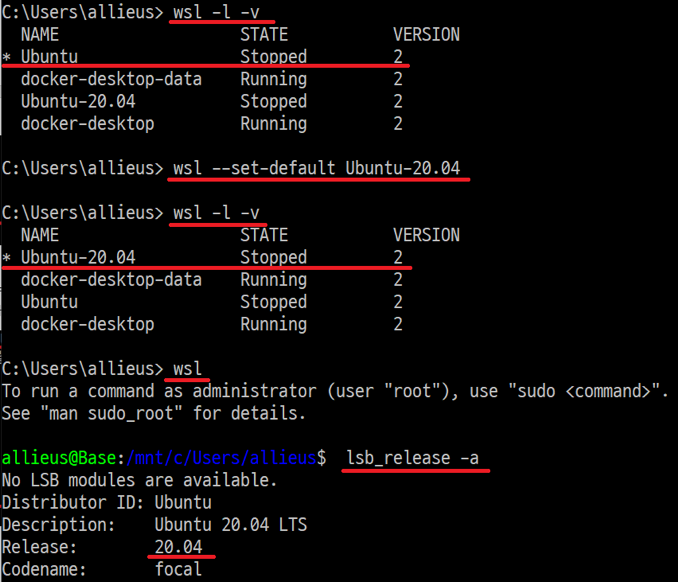 C:\Users\allieus> wsl -l -v
  NAME                   STATE           VERSION
* Ubuntu                 Stopped         2
  docker-desktop-data    Running         2
  Ubuntu-20.04           Stopped         2
  docker-desktop         Running         2
C:\Users\allieus> wsl --set-default Ubuntu-20.04
C:\Users\allieus> wsl -l -v
  NAME                   STATE           VERSION
* Ubuntu-20.04           Stopped         2
  docker-desktop-data    Running         2
  Ubuntu                 Stopped         2
  docker-desktop         Running         2
C:\Users\allieus> wsl
To run a command as administrator (user "root"), use "sudo <command>".
See "man sudo_root" for details.
allieus@Base:/mnt/c/Users/allieus$  lsb_release -a
No LSB modules are available.
Distributor ID: Ubuntu
Description:    Ubuntu 20.04 LTS
Release:        20.04
Codename:       focal